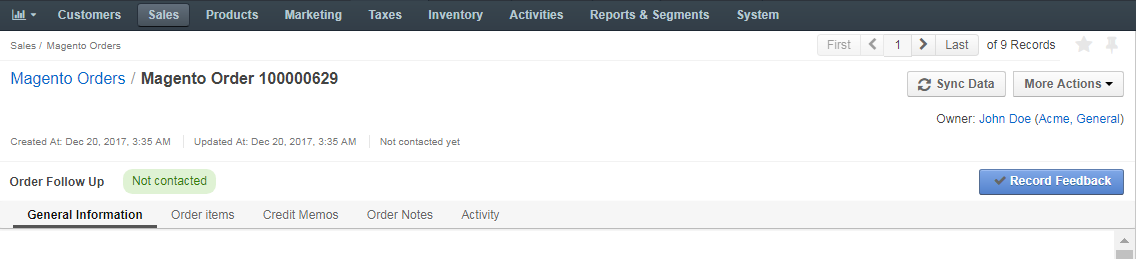 Customers Sales Products Marketing Taxes Inventory Activities Reports & Segments System
Sales / Magento Orders First 1 Last of 9 Records
Magento Orders / Magento Order 100000629 Sync Data More Actions
Owner: John Doe (Acme, General)
Created At: Dec 20, 2017, 3:35 AM Updated At: Dec 20, 2017, 3:35 AM Not contacted yet
Order Follow Up Not contacted Record Feedback
General Information Order items Credit Memos Order Notes Activity